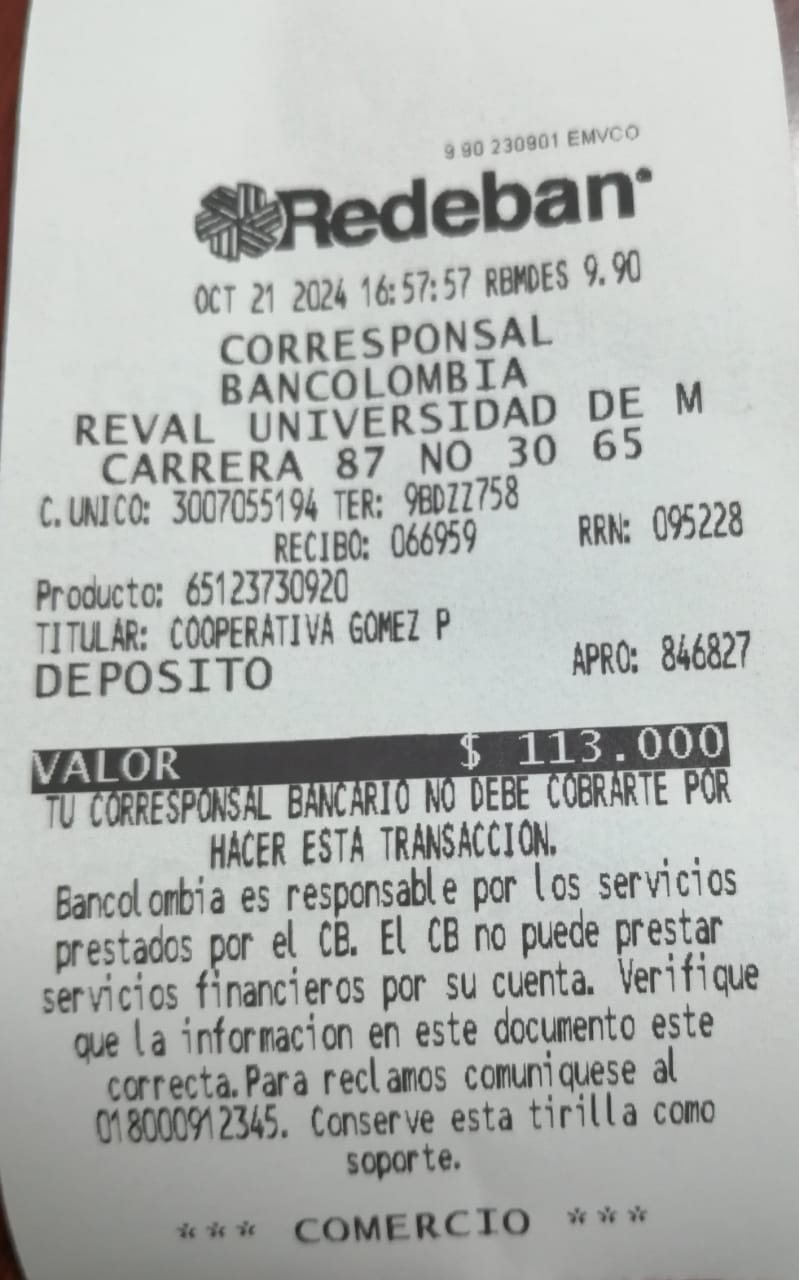 9 90 230901 EMVCO
Redeban
OCT 21 2024 16:57:57 RBMDES 9.90
CORRESPONSAL
BANCOLOMBIA
REVAL UNIVERSIDAD DE M
CARRERA 87 NO 30 65
C. UNICO: 3007055194 TER: 9BDZZ758
RECIBO: 066959 RRN: 095228
Producto: 65123730920
TITULAR: COOPERATIVA GOMEZ P
DEPOSITO APRO: 846827
VALOR $ 113.000
TU CORRESPONSAL BANCARIO NO DEBE COBRARTE POR
HACER ESTA TRANSACCION.
Bancolombia es responsable por los servicios
prestados por el CB. El CB no puede prestar
servicios financieros por su cuenta. Verifique
que la informacion en este documento este
correcta.Para reclamos comuniquese al
018000912345. Conserve esta tirilla como
soporte.
*** COMERCIO ***